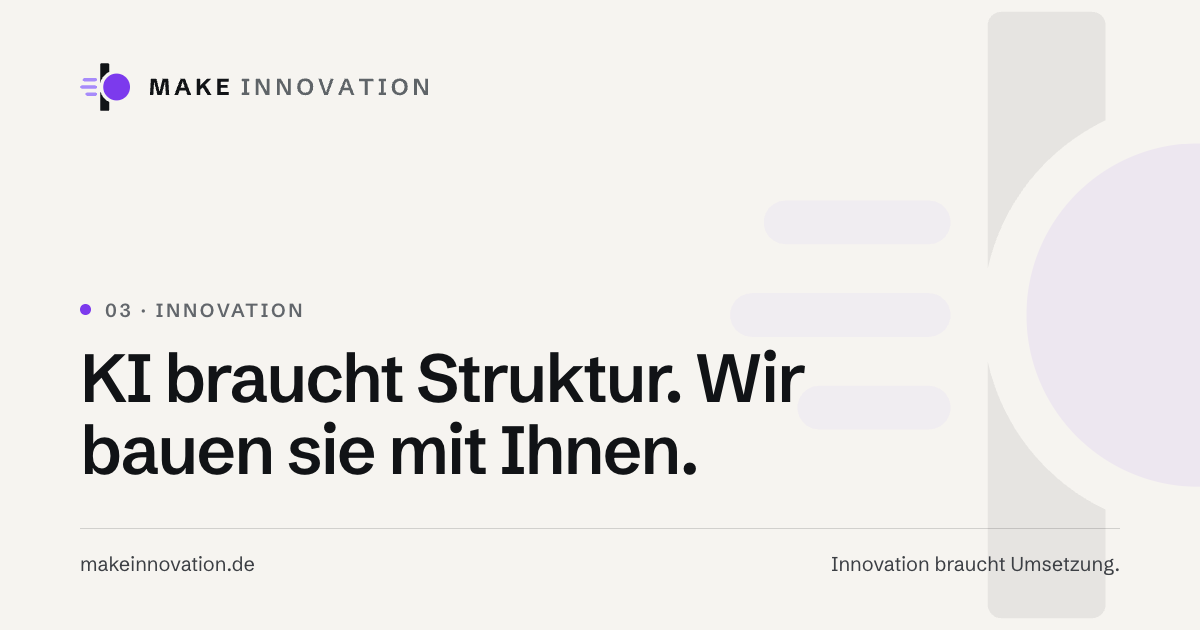 MAKE INNOVATION
03 · INNOVATION
KI braucht Struktur. Wir
bauen sie mit Ihnen.
makeinnovation.de
Innovation braucht Umsetzung.